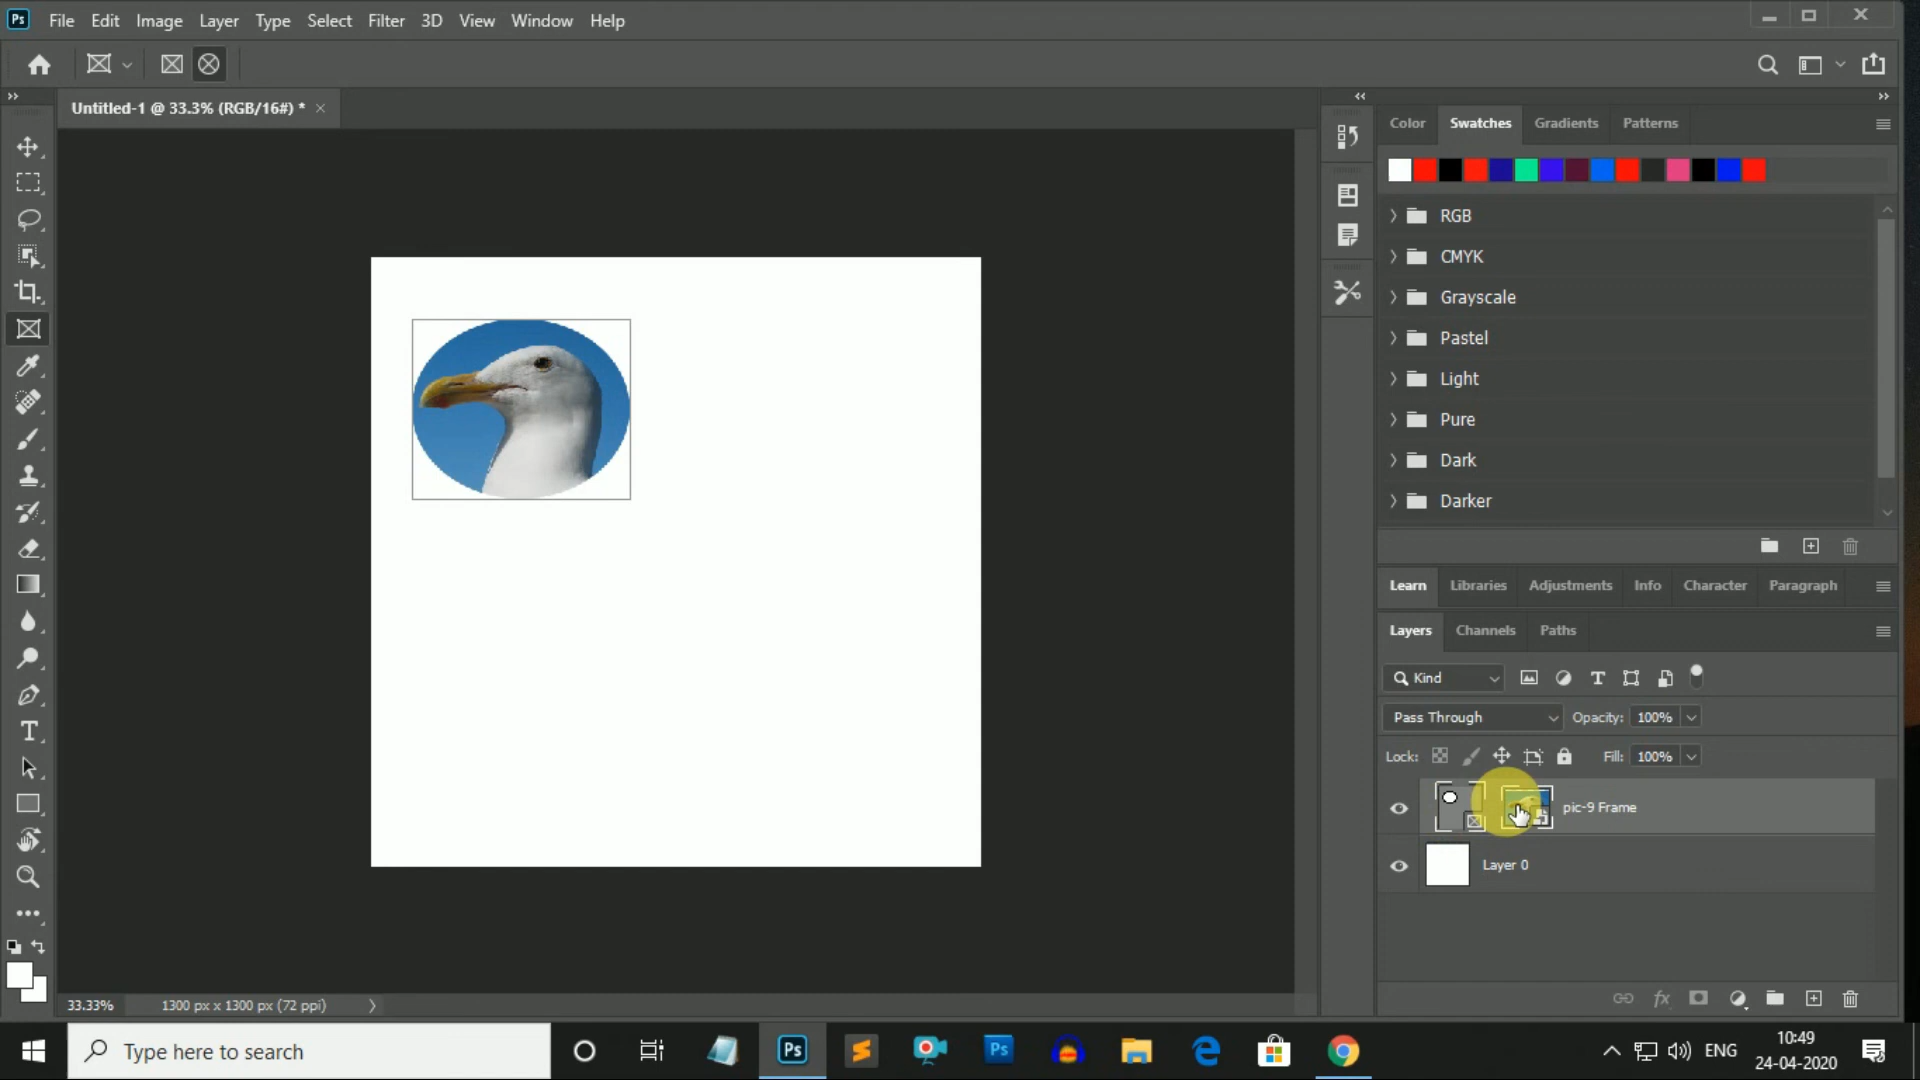 Ps File Edit Image Layer Type Select Filter 3D View Window Help
Untitled-1 @ 33.3% (RGB/16#) *
Color Swatches Gradients Patterns
RGB
CMYK
Grayscale
Pastel
Light
Pure
Dark
Darker
Learn Libraries Adjustments Info Character Paragraph
Layers Channels Paths
Kind
Pass Through Opacity: 100%
Lock: Fill: 100%
pic-9 Frame
Layer 0
33.33% 1300 px x 1300 px (72 ppi)
Type here to search
Ps
Ps
ENG
10:49
24-04-2020